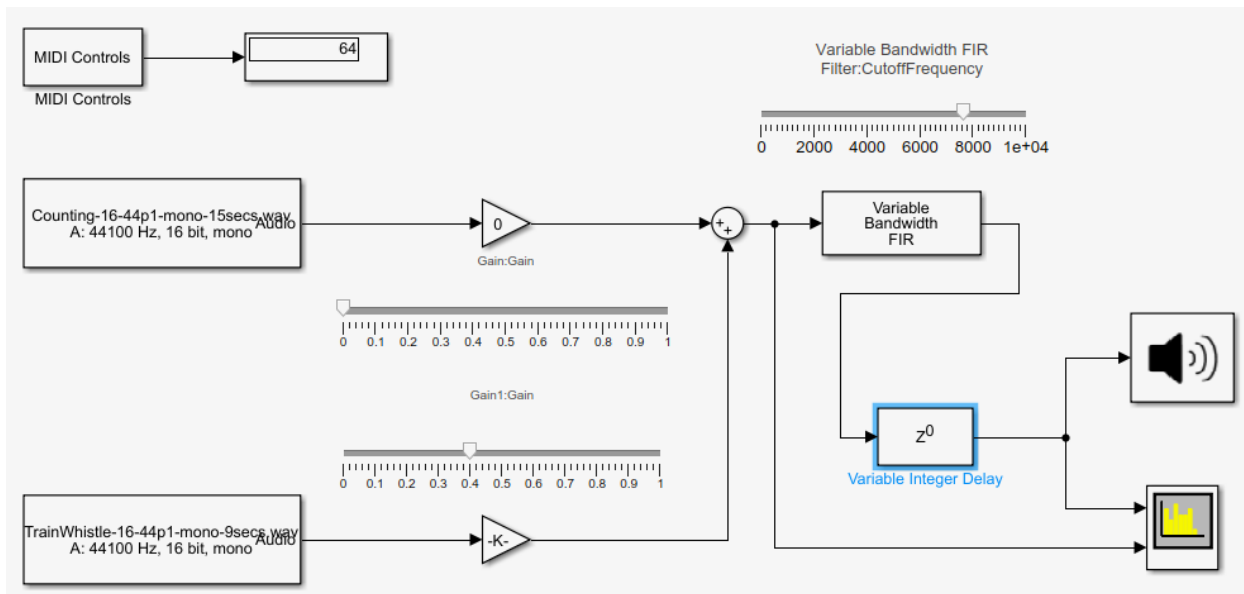 MIDI Controls
64
MIDI Controls
Variable Bandwidth FIR
Filter:CutoffFrequency
0 2000 4000 6000 8000 1e+04
Counting-16-44p1-mono-15secs.wav
A: 44100 Hz, 16 bit, mono
Audio
0
Gain:Gain
+
+
Variable
Bandwidth
FIR
0 0.1 0.2 0.3 0.4 0.5 0.6 0.7 0.8 0.9 1
Gain1:Gain
0 0.1 0.2 0.3 0.4 0.5 0.6 0.7 0.8 0.9 1
Z0
Variable Integer Delay
TrainWhistle-16-44p1-mono-9secs.wav
A: 44100 Hz, 16 bit, mono
Audio
-K-